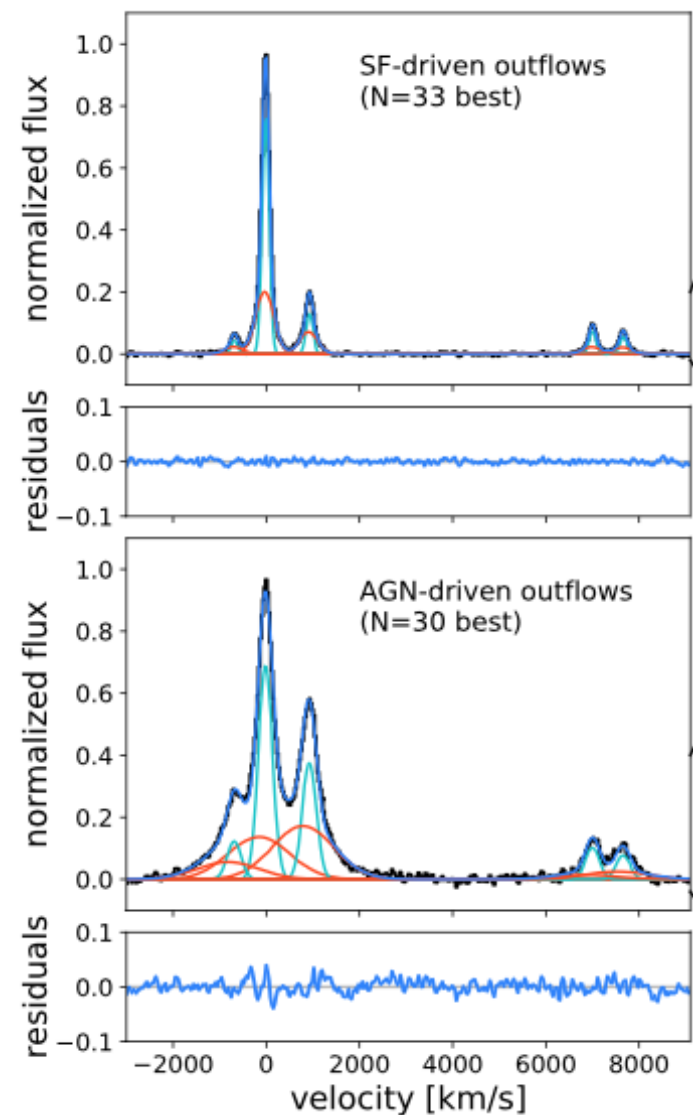 1.0
0.8
0.6
0.4
0.2
0.0
normalized flux
SF-driven outflows
(N=33 best)
0.1
0.0
−0.1
residuals
1.0
0.8
0.6
0.4
0.2
0.0
normalized flux
AGN-driven outflows
(N=30 best)
0.1
0.0
−0.1
residuals
−2000 0 2000 4000 6000 8000
velocity [km/s]